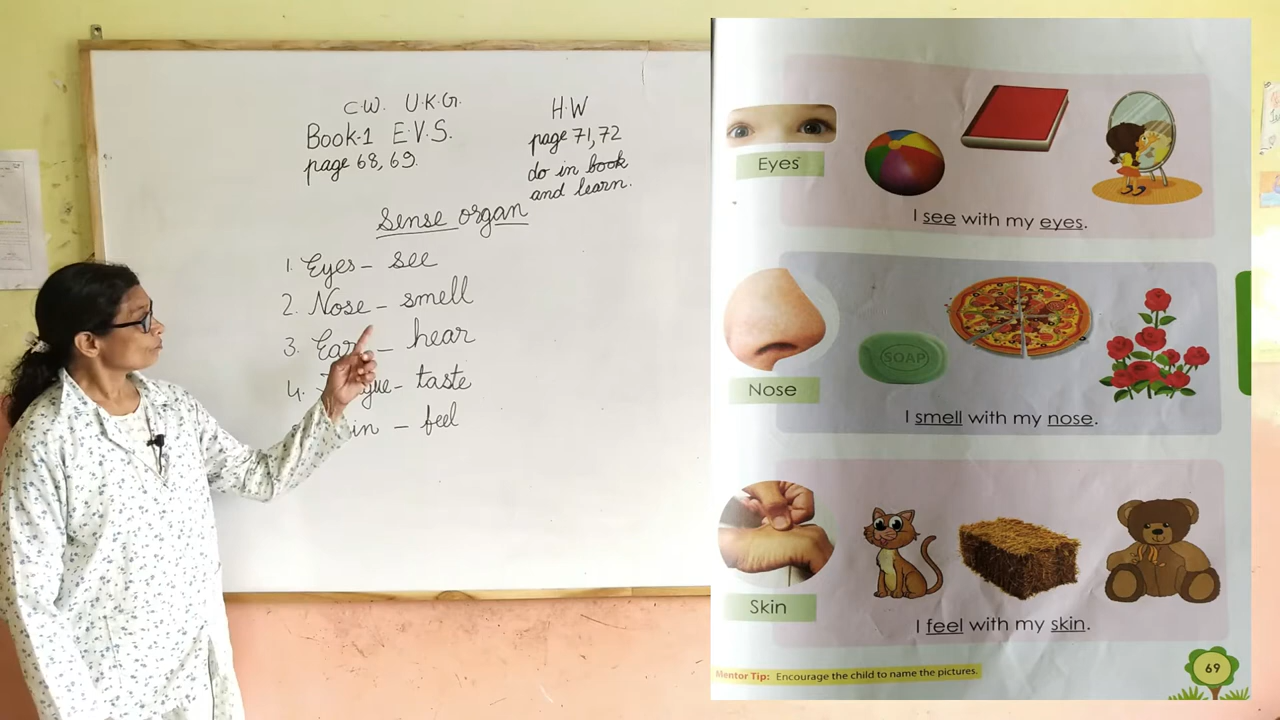 C.W. U.K.G.
Book-1 E.V.S.
page 68, 69.
H.W
page 71, 72
do in book
and learn.
Sense organ
1. Eyes - see
2. Nose - smell
3. Ear - hear
4. - taste
- feel
Eyes
I see with my eyes.
SOAP
Nose
I smell with my nose.
Skin
I feel with my skin.
Mentor Tip: Encourage the child to name the pictures.
69